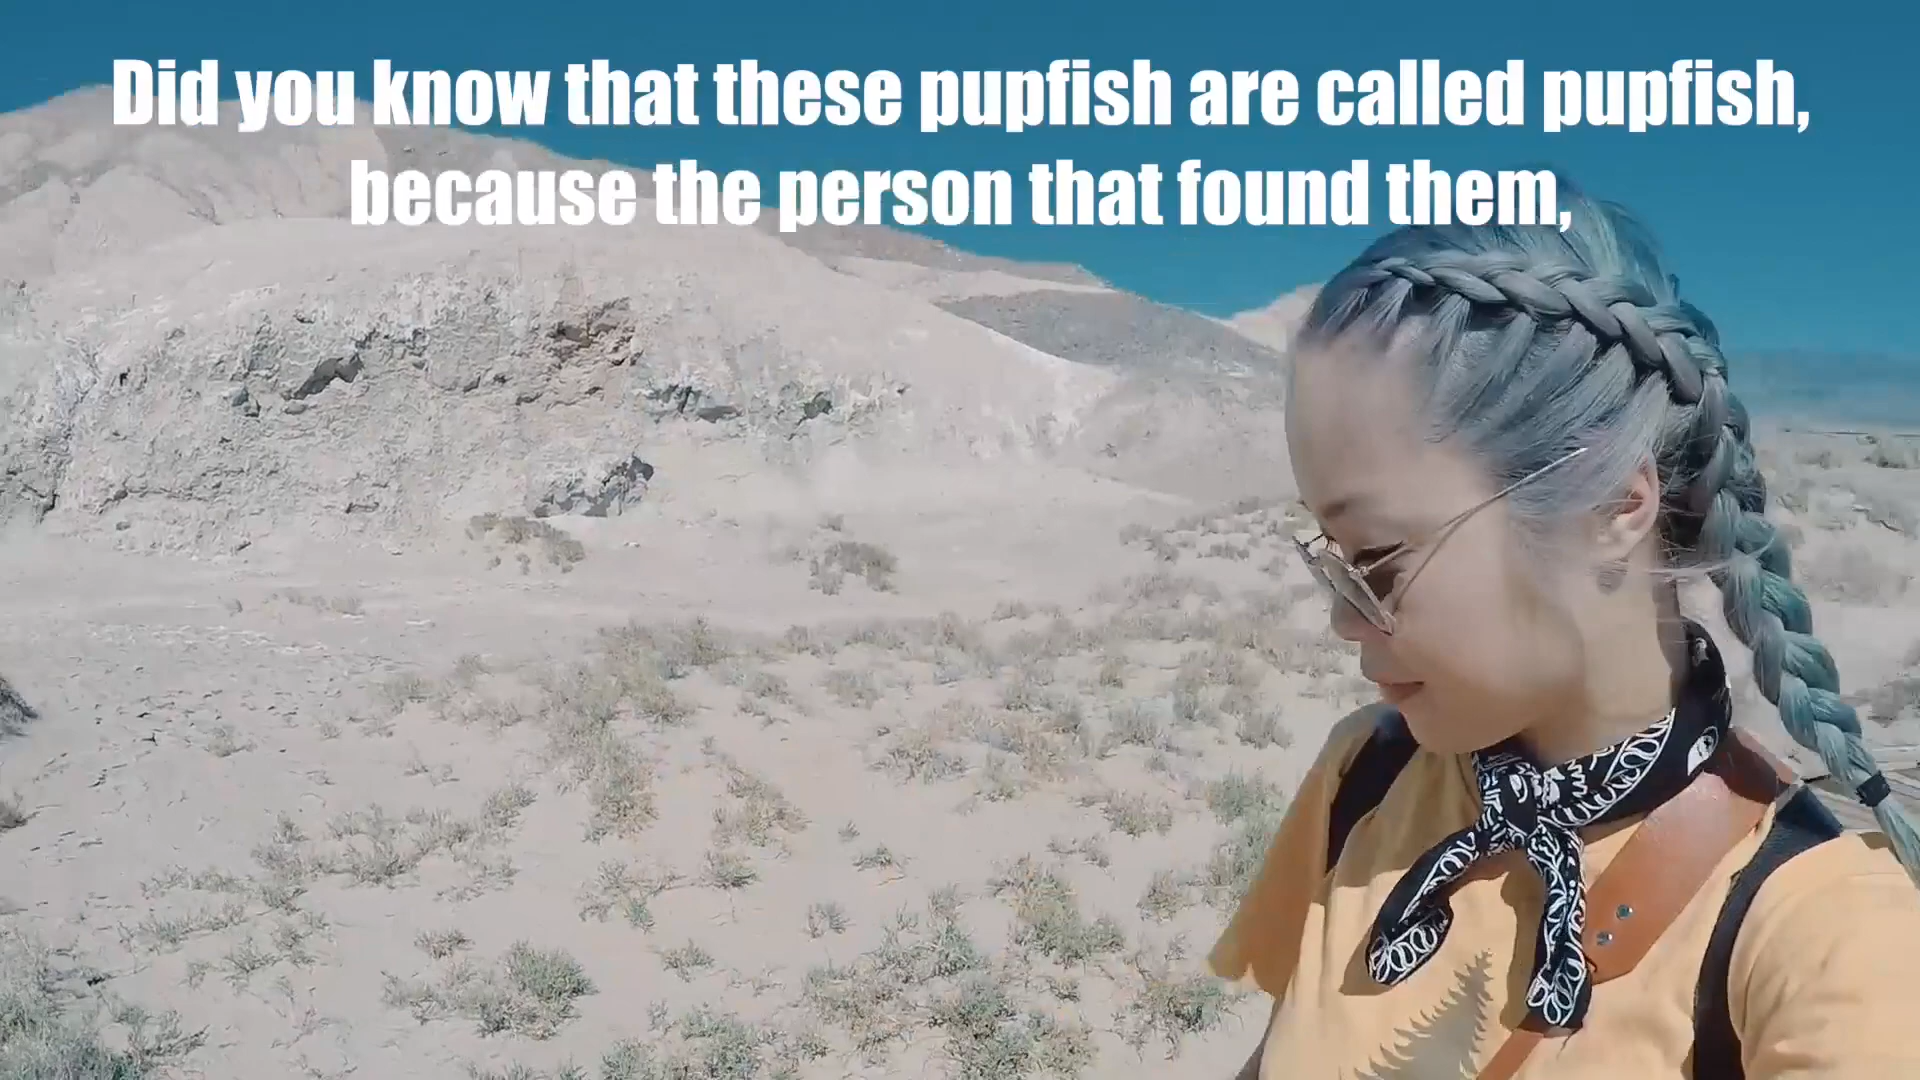 Did you know that these pupfish are called pupfish,
because the person that found them,